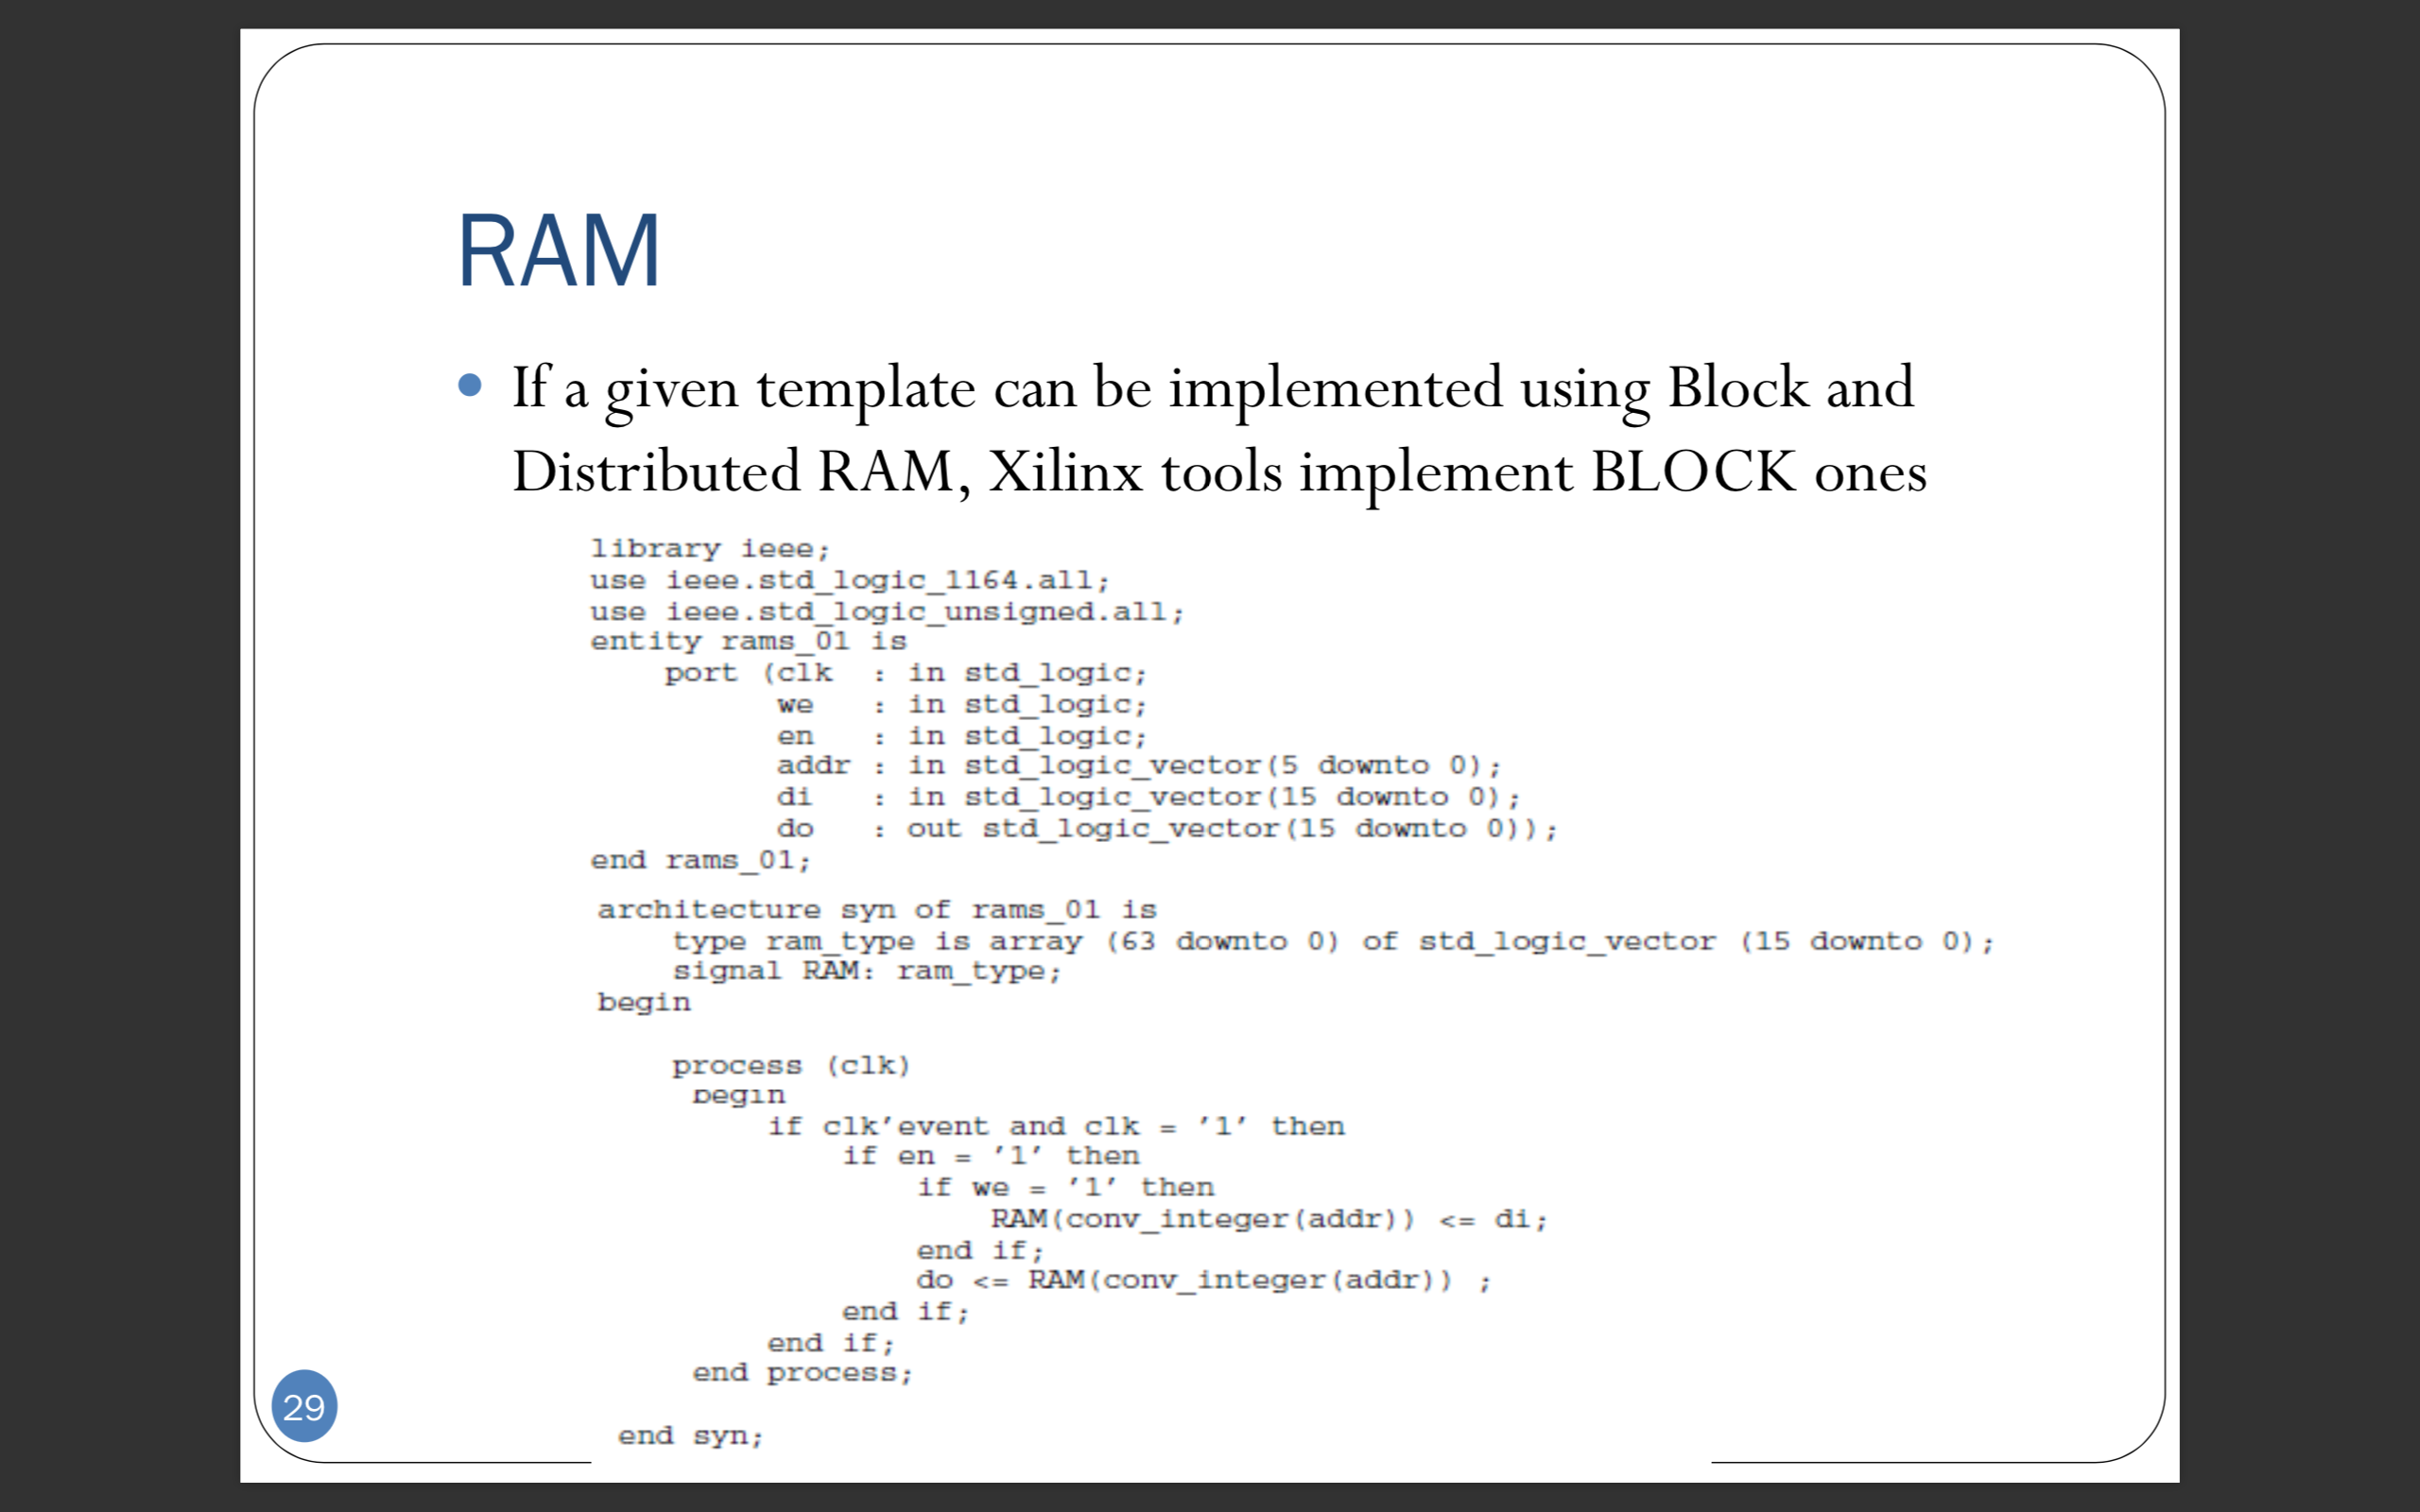 RAM
If a given template can be implemented using Block and
Distributed RAM, Xilinx tools implement BLOCK ones
library ieee;
use ieee.std_logic_1164.all;
use ieee.std_logic_unsigned.all;
entity rams_01 is
    port (clk  : in std_logic;
          we   : in std_logic;
          en   : in std_logic;
          addr : in std_logic_vector(5 downto 0);
          di   : in std_logic_vector(15 downto 0);
          do   : out std_logic_vector(15 downto 0));
end rams_01;
architecture syn of rams_01 is
    type ram_type is array (63 downto 0) of std_logic_vector (15 downto 0);
    signal RAM: ram_type;
begin
    process (clk)
    begin
        if clk’event and clk = ’1’ then
            if en = ’1’ then
                if we = ’1’ then
                    RAM(conv_integer(addr)) <= di;
                end if;
                do <= RAM(conv_integer(addr)) ;
            end if;
        end if;
    end process;
end syn;
29